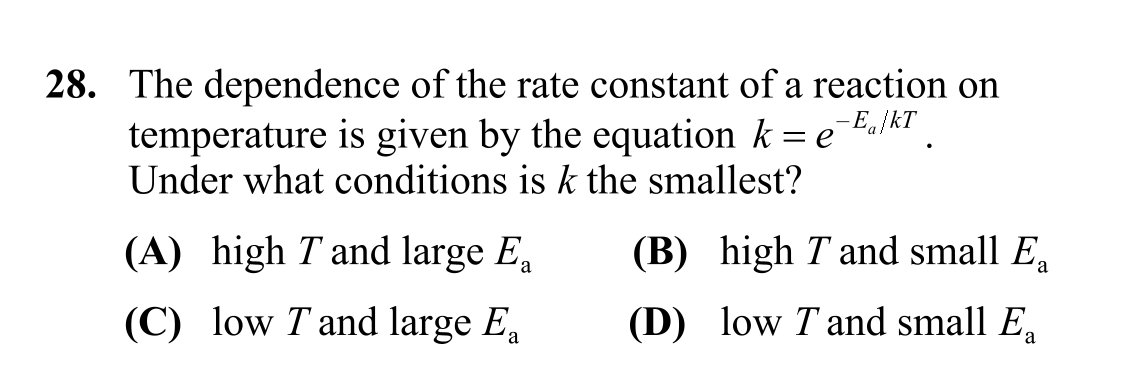 28. The dependence of the rate constant of a reaction on
temperature is given by the equation k = e^{-E_a/kT}.
Under what conditions is k the smallest?
(A) high T and large E_a (B) high T and small E_a
(C) low T and large E_a (D) low T and small E_a